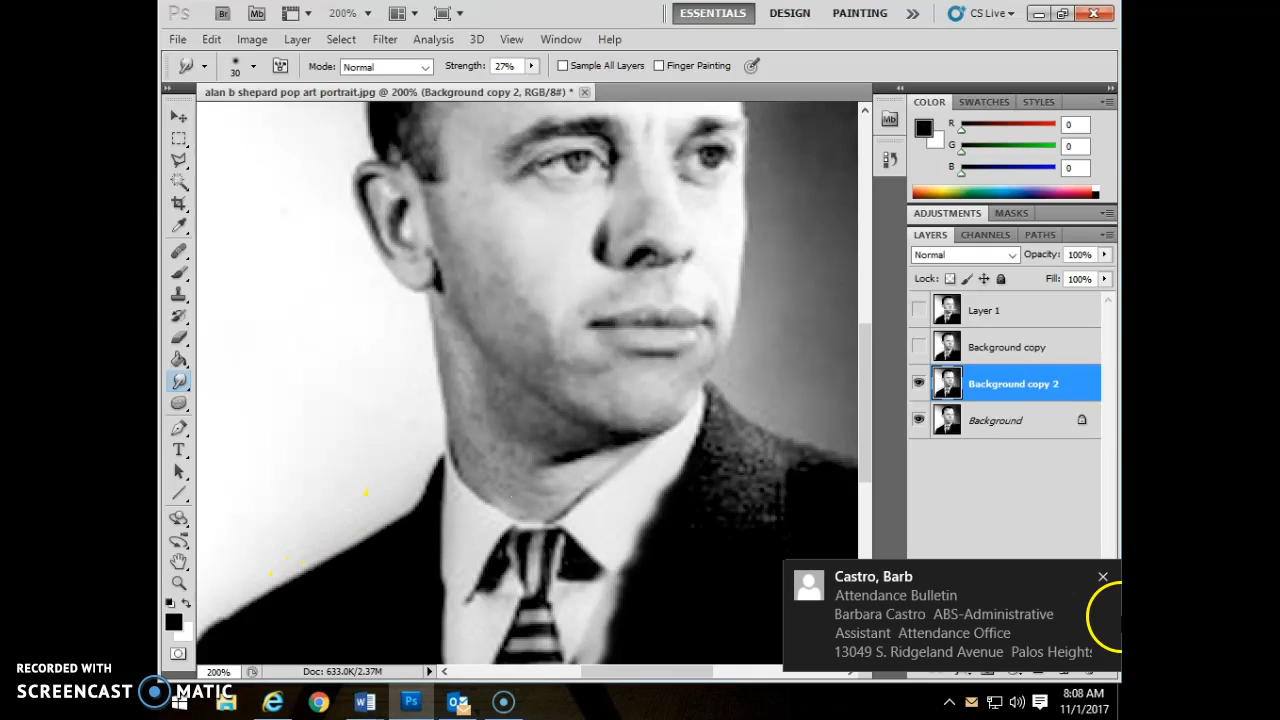 Ps Br Mb 200% ESSENTIALS DESIGN PAINTING CS Live
File Edit Image Layer Select Filter Analysis 3D View Window Help
30 Mode: Normal Strength: 27% Sample All Layers Finger Painting
alan b shepard pop art portrait.jpg @ 200% (Background copy 2, RGB/8#) *
Mb
COLOR SWATCHES STYLES
R 0
G 0
B 0
ADJUSTMENTS MASKS
LAYERS CHANNELS PATHS
Normal Opacity: 100%
Lock: Fill: 100%
Layer 1
Background copy
Background copy 2
Background
T
Castro, Barb
Attendance Bulletin
Barbara Castro ABS-Administrative
Assistant Attendance Office
13049 S. Ridgeland Avenue Palos Heights
200% Doc: 633.0K/2.37M
RECORDED WITH
SCREENCAST MATIC
Ps
8:08 AM
11/1/2017